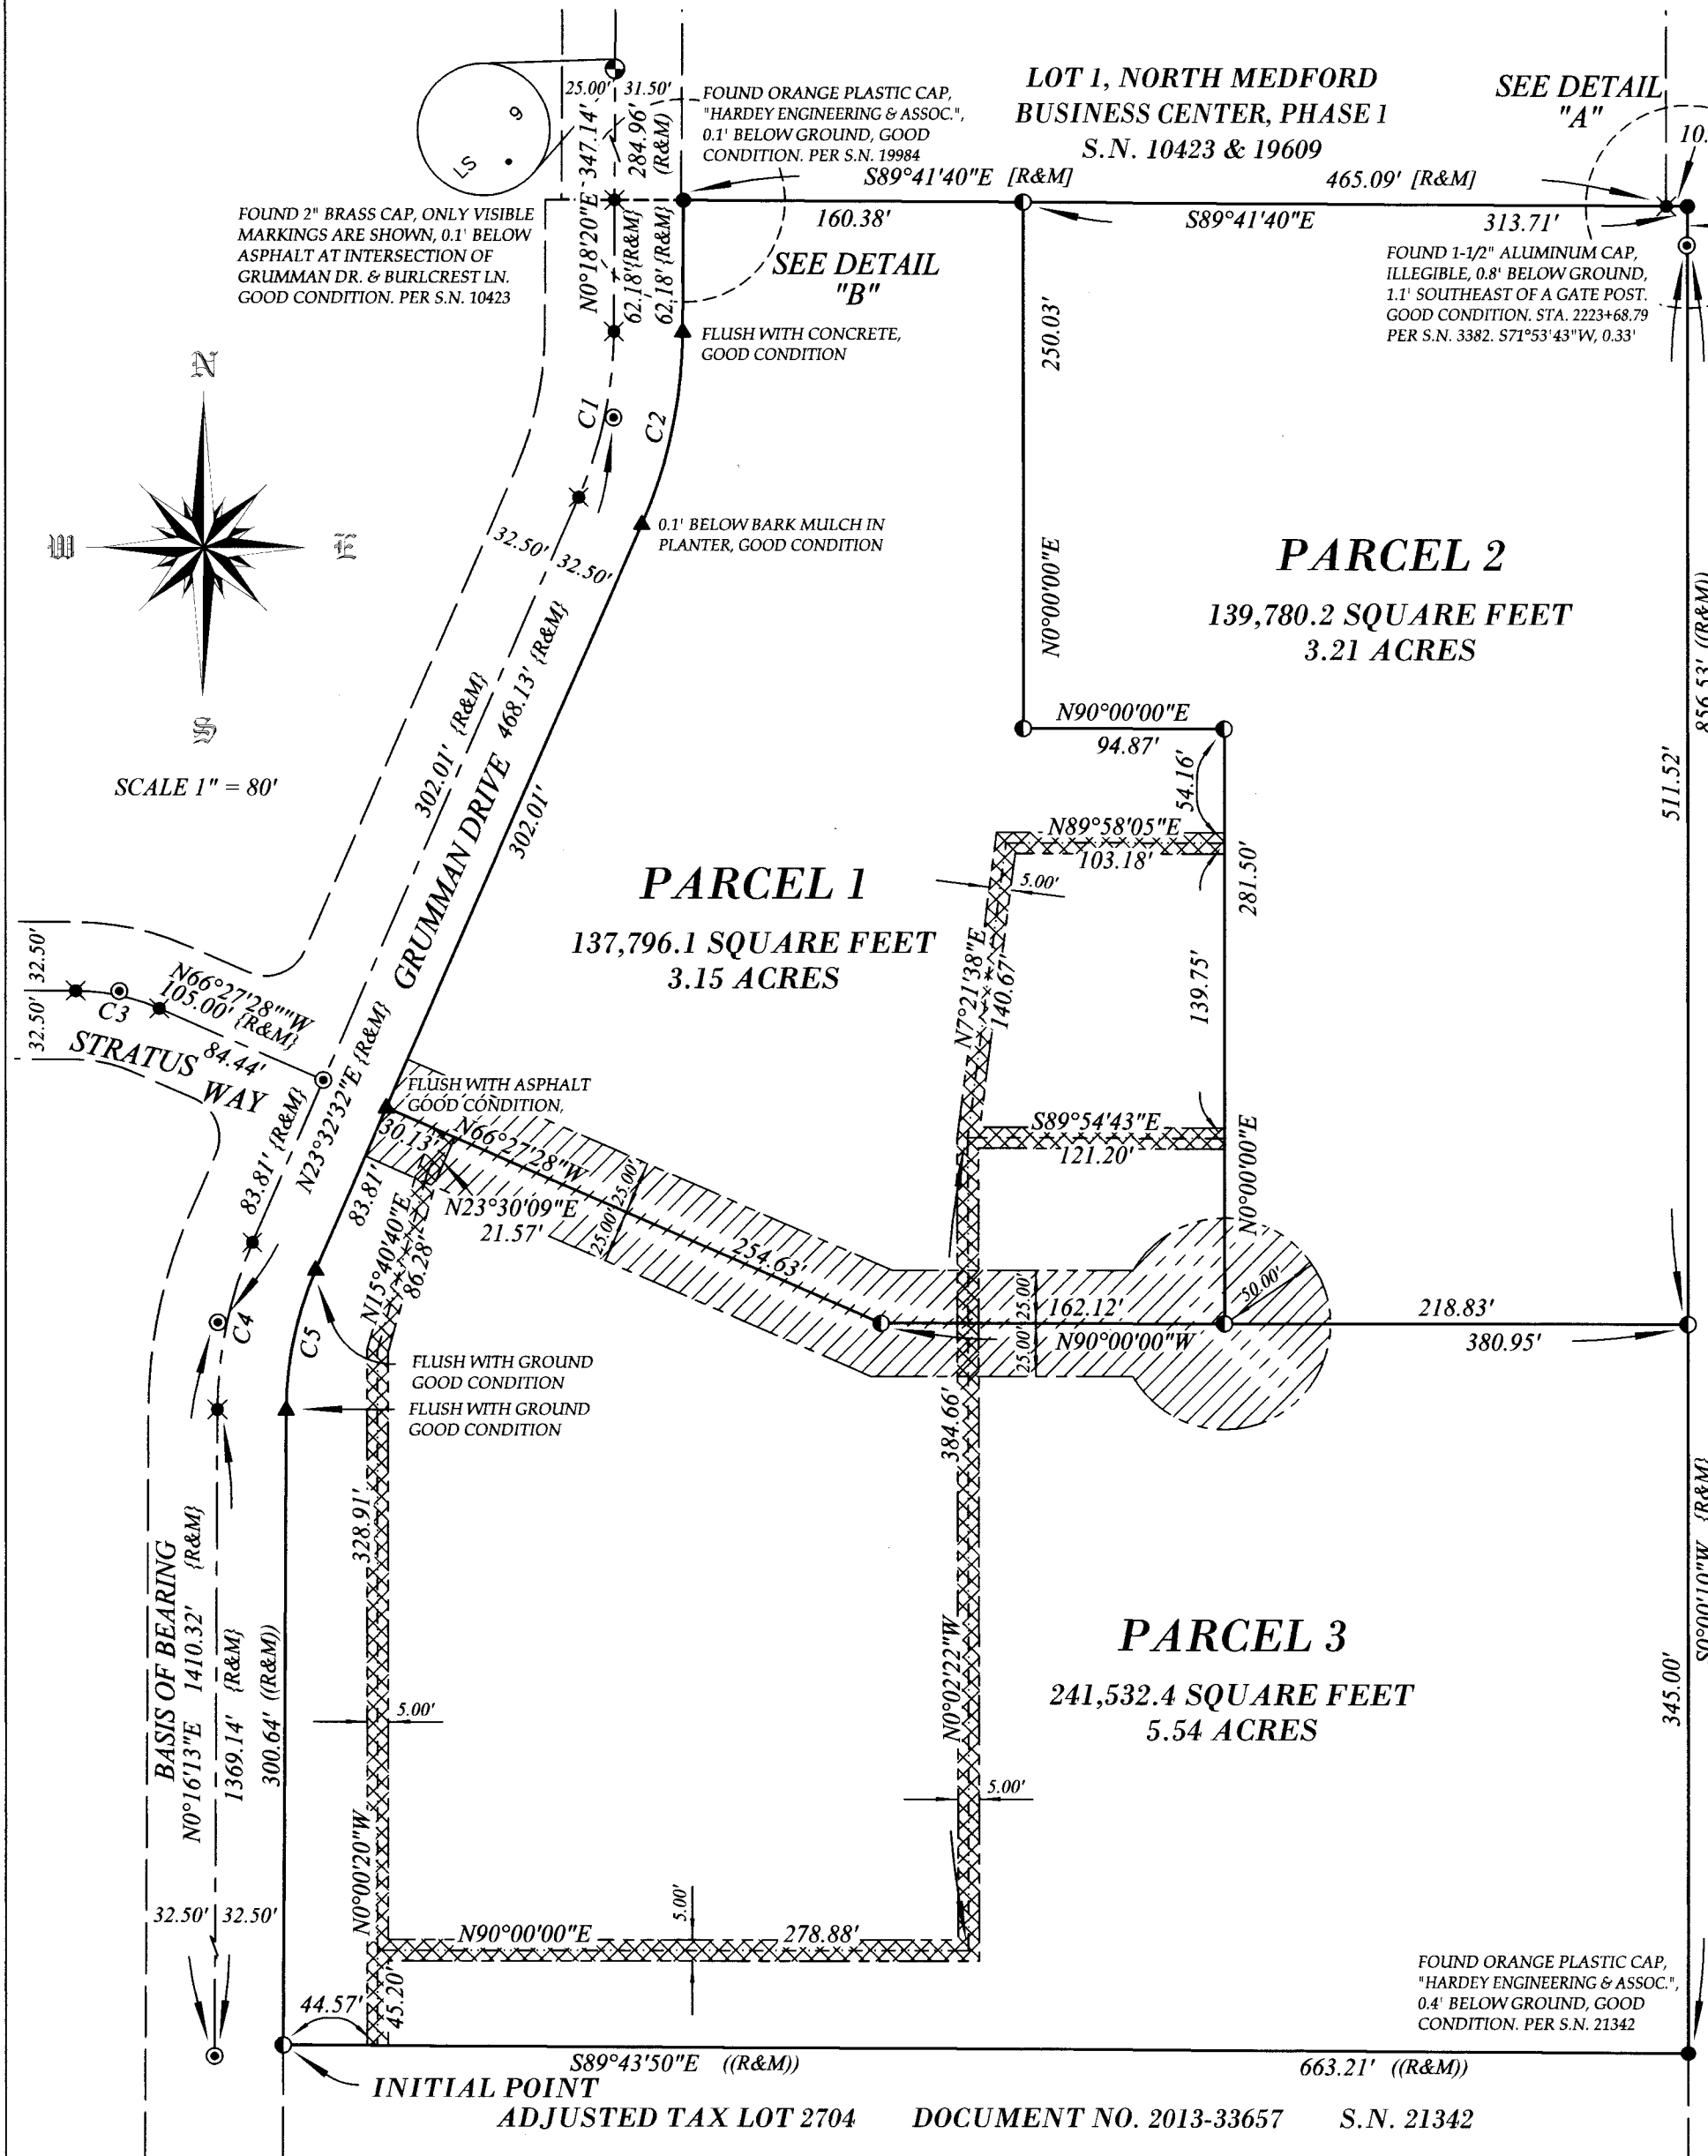 LOT 1, NORTH MEDFORD
BUSINESS CENTER, PHASE 1
S.N. 10423 & 19609
SEE DETAIL
"A"
10.
25.00'
31.50'
N0°18'20"E 347.14'
284.96'
(R&M)
LS
9
FOUND ORANGE PLASTIC CAP,
"HARDEY ENGINEERING & ASSOC.",
0.1' BELOW GROUND, GOOD
CONDITION. PER S.N. 19984
S89°41'40"E [R&M]
465.09' [R&M]
160.38'
S89°41'40"E
313.71'
FOUND 2" BRASS CAP, ONLY VISIBLE
MARKINGS ARE SHOWN, 0.1' BELOW
ASPHALT AT INTERSECTION OF
GRUMMAN DR. & BURLCREST LN.
GOOD CONDITION. PER S.N. 10423
62.18' {R&M}
62.18' {R&M}
SEE DETAIL
"B"
FOUND 1-1/2" ALUMINUM CAP,
ILLEGIBLE, 0.8' BELOW GROUND,
1.1' SOUTHEAST OF A GATE POST.
GOOD CONDITION. STA. 2223+68.79
PER S.N. 3382. S71°53'43"W, 0.33'
FLUSH WITH CONCRETE,
GOOD CONDITION
250.03'
N0°00'00"E
N
W
E
S
SCALE 1" = 80'
C1
C2
0.1' BELOW BARK MULCH IN
PLANTER, GOOD CONDITION
32.50'
32.50'
PARCEL 2
139,780.2 SQUARE FEET
3.21 ACRES
856.53' ((R&M))
511.52'
N90°00'00"E
94.87'
54.16'
302.01' {R&M}
468.13' {R&M}
GRUMMAN DRIVE
302.01'
N89°58'05"E
103.18'
5.00'
281.50'
PARCEL 1
137,796.1 SQUARE FEET
3.15 ACRES
N7°21'38"E
140.67'
139.75'
32.50'
32.50'
C3
N66°27'28""W
105.00' {R&M}
84.44'
STRATUS WAY
83.81' {R&M}
N23°32'32"E {R&M}
FLUSH WITH ASPHALT
GOOD CONDITION,
30.13'
N66°27'28"W
S89°54'43"E
121.20'
N0°00'00"E
83.81'
N15°40'40"E
86.28'
N23°30'09"E
21.57'
25.00'
25.00'
254.63'
25.00'
25.00'
162.12'
N90°00'00"W
50.00'
218.83'
380.95'
C4
C5
FLUSH WITH GROUND
GOOD CONDITION
FLUSH WITH GROUND
GOOD CONDITION
384.66'
328.91'
BASIS OF BEARING
N0°16'13"E 1410.32' {R&M}
1369.14' {R&M}
300.64' ((R&M))
N0°02'22"W
PARCEL 3
241,532.4 SQUARE FEET
5.54 ACRES
S0°00'10"W {R&M}
345.00'
5.00'
5.00'
N0°00'20"W
32.50'
32.50'
N90°00'00"E
5.00'
278.88'
45.20'
44.57'
FOUND ORANGE PLASTIC CAP,
"HARDEY ENGINEERING & ASSOC.",
0.4' BELOW GROUND, GOOD
CONDITION. PER S.N. 21342
S89°43'50"E ((R&M))
663.21' ((R&M))
INITIAL POINT
ADJUSTED TAX LOT 2704 DOCUMENT NO. 2013-33657 S.N. 21342